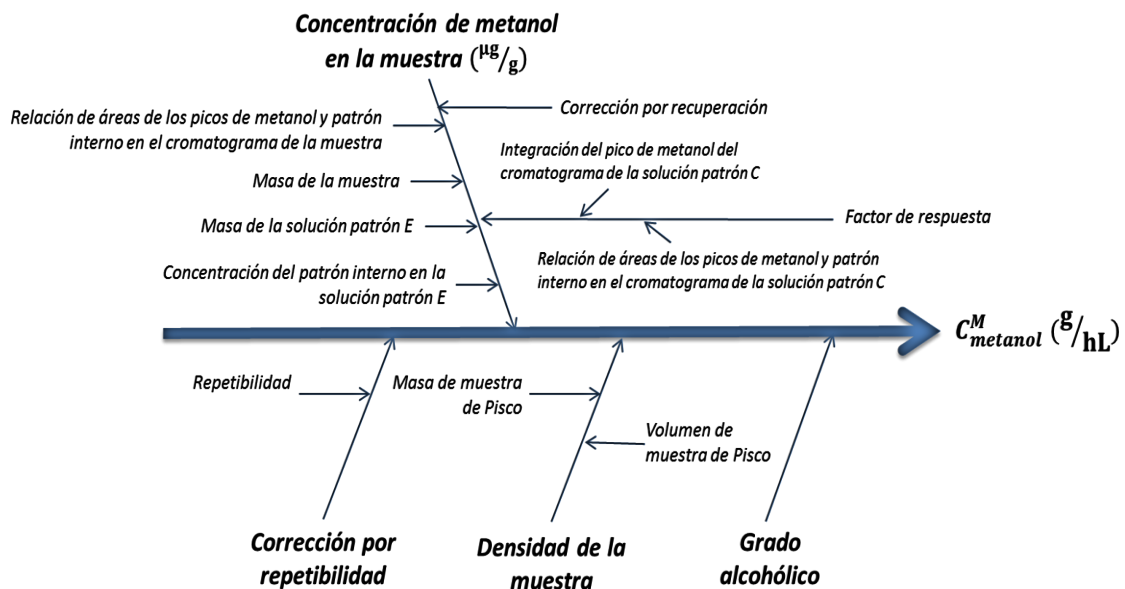 Concentración de metanol
en la muestra (μg/g)
Corrección por recuperación
Relación de áreas de los picos de metanol y patrón
interno en el cromatograma de la muestra
Integración del pico de metanol del
cromatograma de la solución patrón C
Masa de la muestra
Masa de la solución patrón E
Factor de respuesta
Relación de áreas de los picos de metanol y patrón
interno en el cromatograma de la solución patrón C
Concentración del patrón interno en la
solución patrón E
C^M_metanol (g/hL)
Repetibilidad
Masa de muestra
de Pisco
Volumen de
muestra de Pisco
Corrección por
repetibilidad
Densidad de la
muestra
Grado
alcohólico